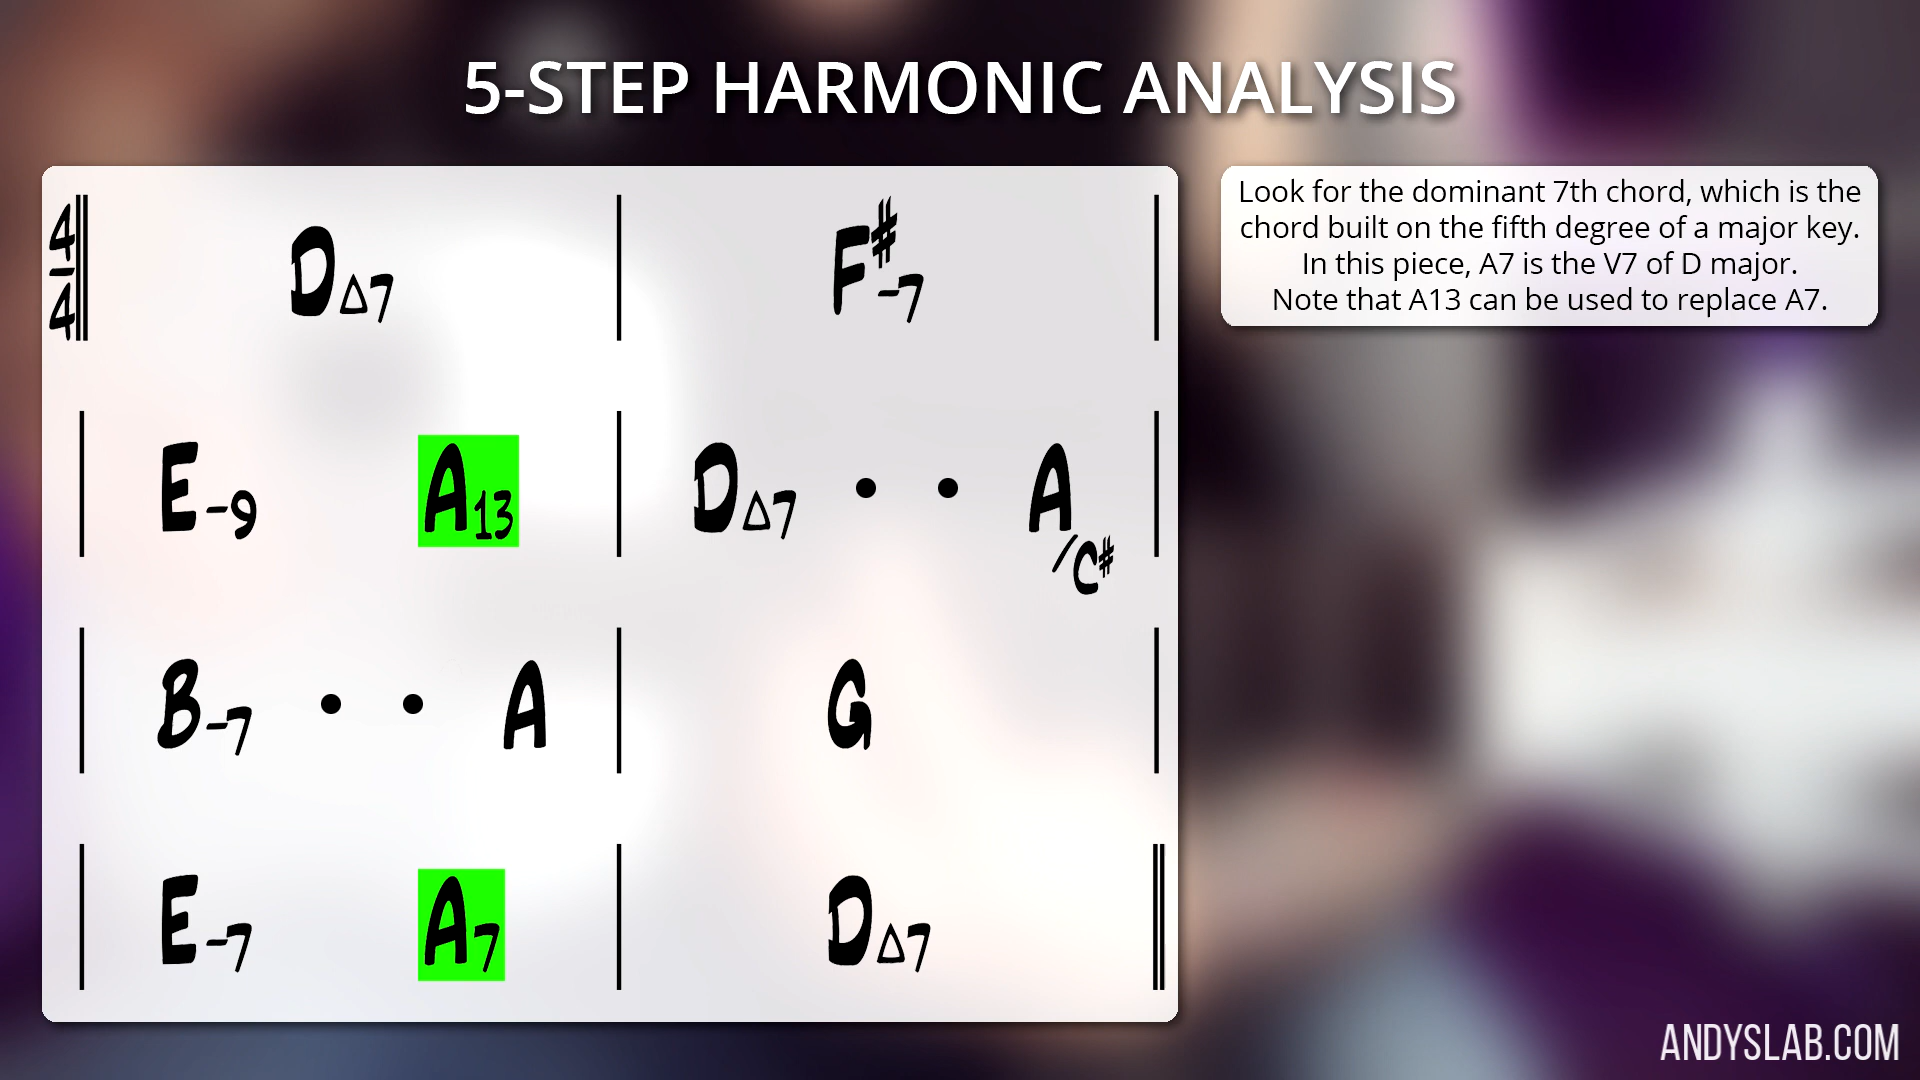 5-STEP HARMONIC ANALYSIS
4/4 DΔ7 F#-7
E-9 A13 DΔ7 • • A/C#
B-7 • • A G
E-7 A7 DΔ7
Look for the dominant 7th chord, which is the
chord built on the fifth degree of a major key.
In this piece, A7 is the V7 of D major.
Note that A13 can be used to replace A7.
ANDYSLAB.COM